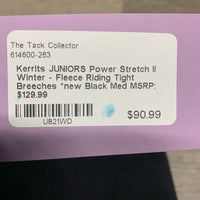 The Tack Collector
614600-263
Kerrits JUNIORS Power Stretch II
Winter - Fleece Riding Tight
Breeches *new Black Med MSRP:
$129.99
U821VVD
$90.99